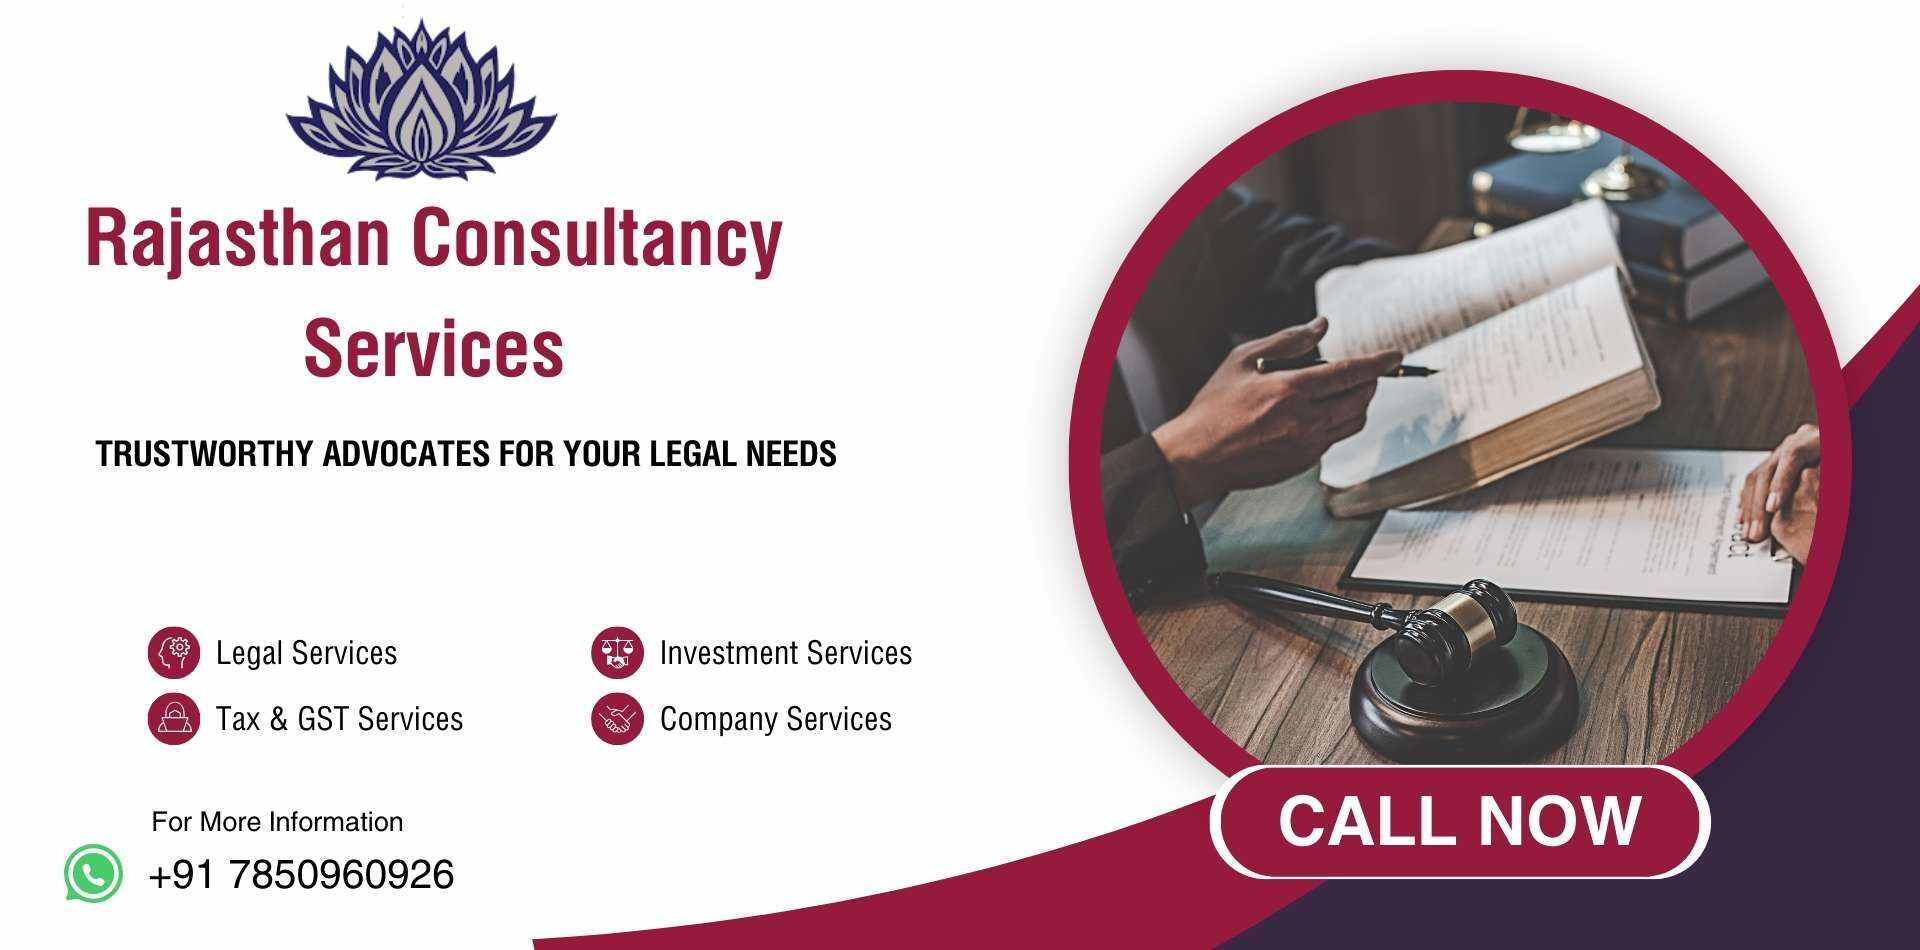 Rajasthan Consultancy
Services
TRUSTWORTHY ADVOCATES FOR YOUR LEGAL NEEDS
Legal Services
Investment Services
Tax & GST Services
Company Services
For More Information
+91 7850960926
CALL NOW